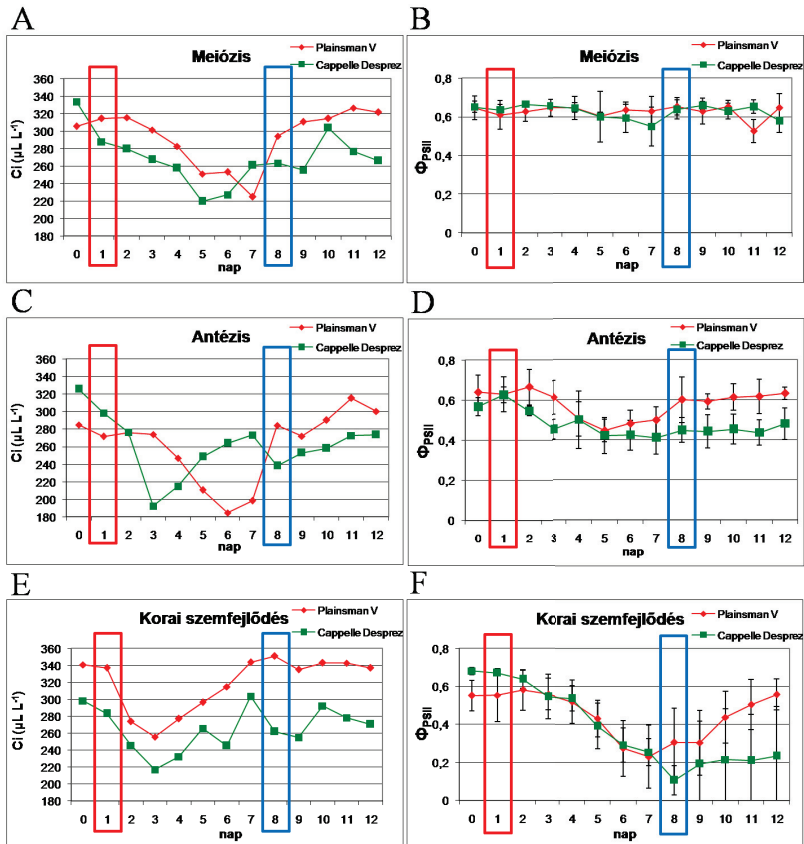 A
Meiózis
Plainsman V
Cappelle Desprez
Ci (µL L⁻¹)
360
340
320
300
280
260
240
220
200
180
0 1 2 3 4 5 6 7 8 9 10 11 12
nap
B
Meiózis
Plainsman V
Cappelle Desprez
ΦPSII
0,6
0,4
0,2
0
0 1 2 3 4 5 6 7 8 9 10 11 12
nap
C
Antézis
Plainsman V
Cappelle Desprez
Ci (µL L⁻¹)
360
340
320
300
280
260
240
220
200
180
0 1 2 3 4 5 6 7 8 9 10 11 12
nap
D
Antézis
Plainsman V
Cappelle Desprez
ΦPSII
0,8
0,6
0,4
0,2
0
0 1 2 3 4 5 6 7 8 9 10 11 12
nap
E
Korai szemfejlődés
Plainsman V
Cappelle Desprez
Ci (µL L⁻¹)
360
340
320
300
280
260
240
220
200
180
0 1 2 3 4 5 6 7 8 9 10 11 12
nap
F
Korai szemfejlődés
Plainsman V
Cappelle Desprez
ΦPSII
0,8
0,6
0,4
0,2
0
0 1 2 3 4 5 6 7 8 9 10 11 12
nap